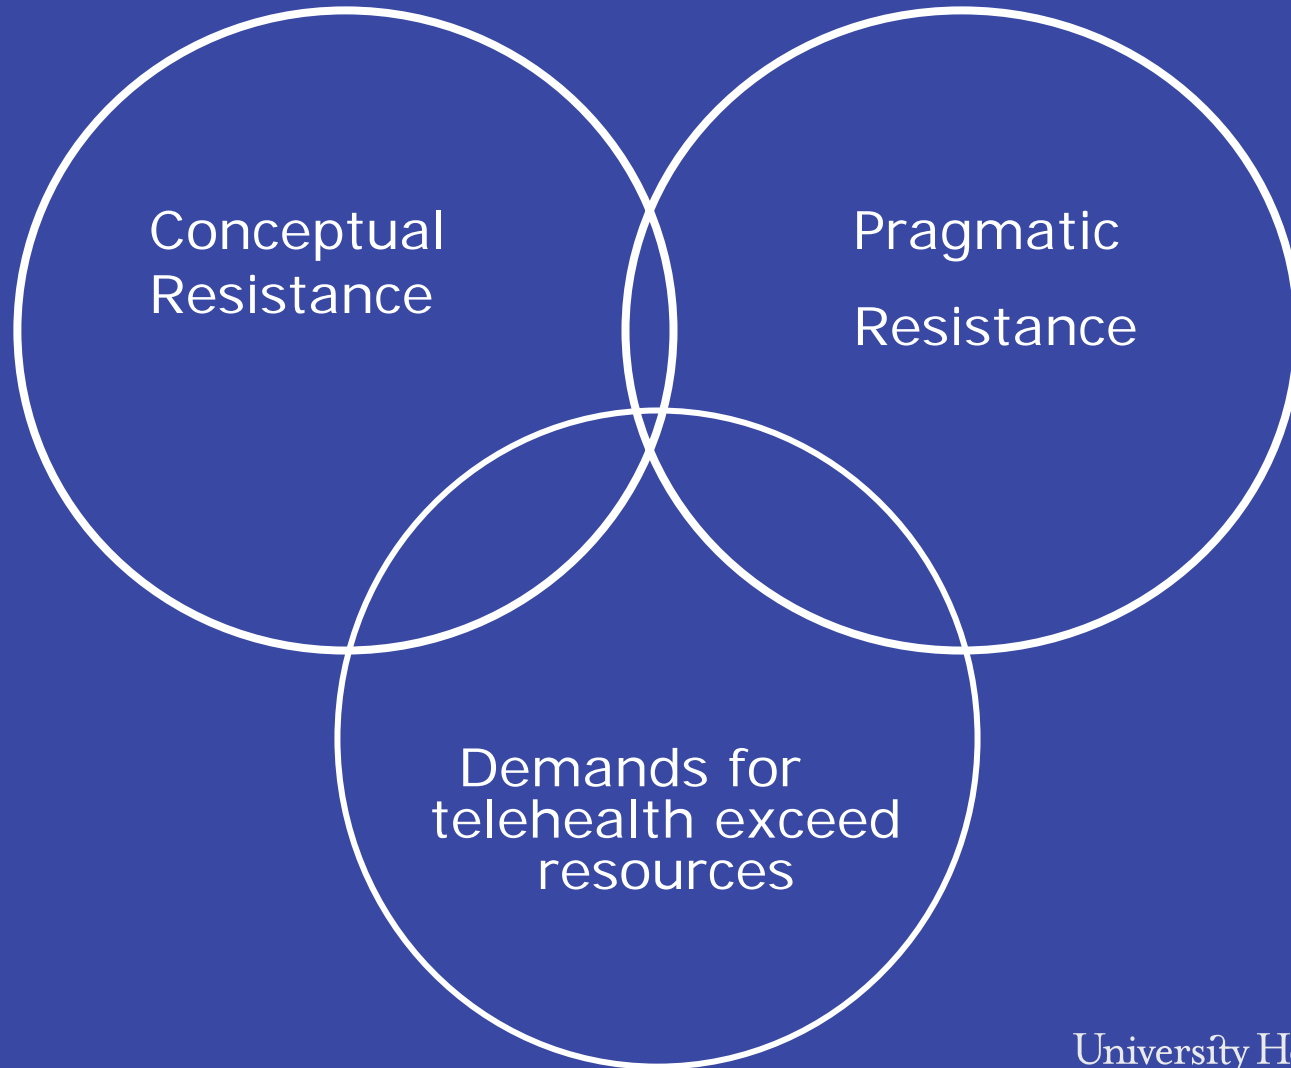 Conceptual
Resistance
Pragmatic
Resistance
Demands for
telehealth exceed
resources
University